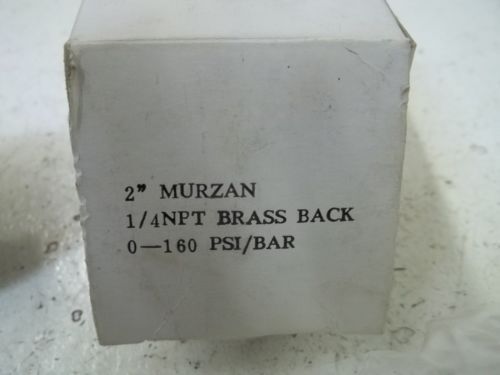 2" MURZAN
1/4NPT BRASS BACK
0—160 PSI/BAR